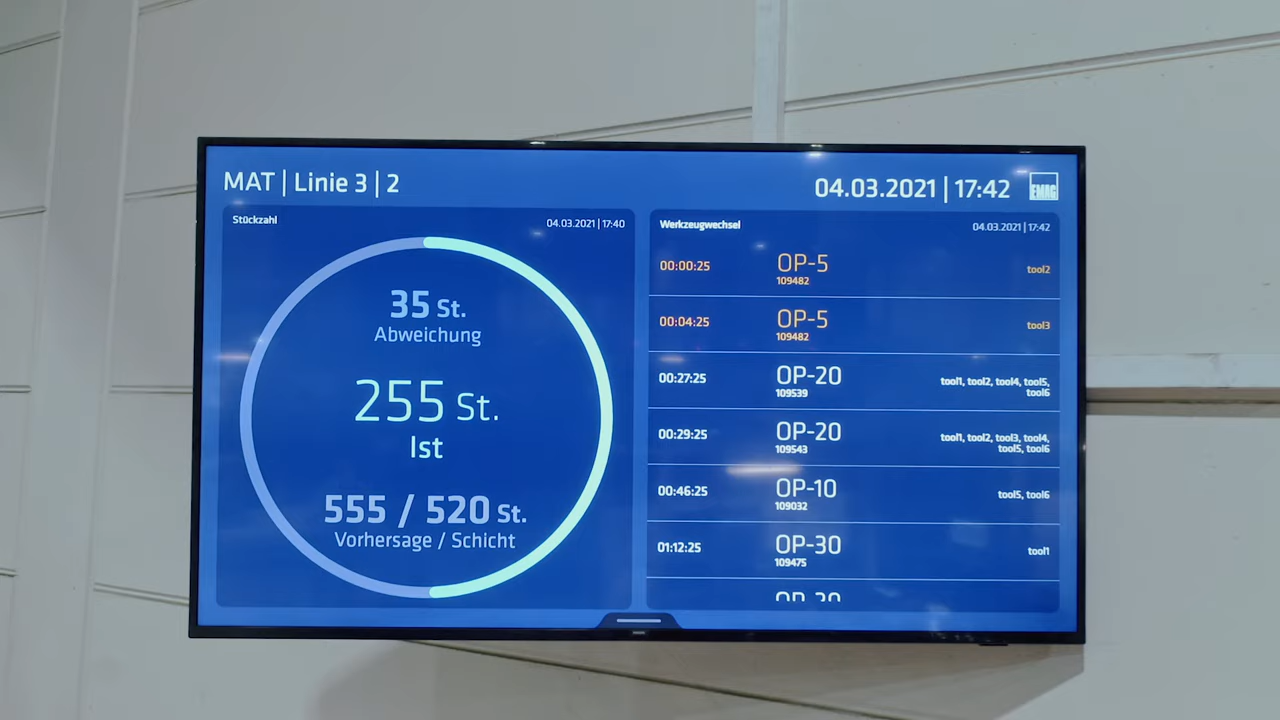 MAT | Linie 3 | 2
04.03.2021 | 17:42
EMAG
Stückzahl
04.03.2021 | 17:40
35 St.
Abweichung
255 St.
Ist
555 / 520 St.
Vorhersage / Schicht
Werkzeugwechsel
04.03.2021 | 17:42
00:00:25 OP-5 tool2
109482
00:04:25 OP-5 tool3
109482
00:27:25 OP-20 tool1, tool2, tool4, tool5,
109539 tool6
00:29:25 OP-20 tool1, tool2, tool3, tool4,
109543 tool5, tool6
00:46:25 OP-10 tool5, tool6
109032
01:12:25 OP-30 tool1
109475